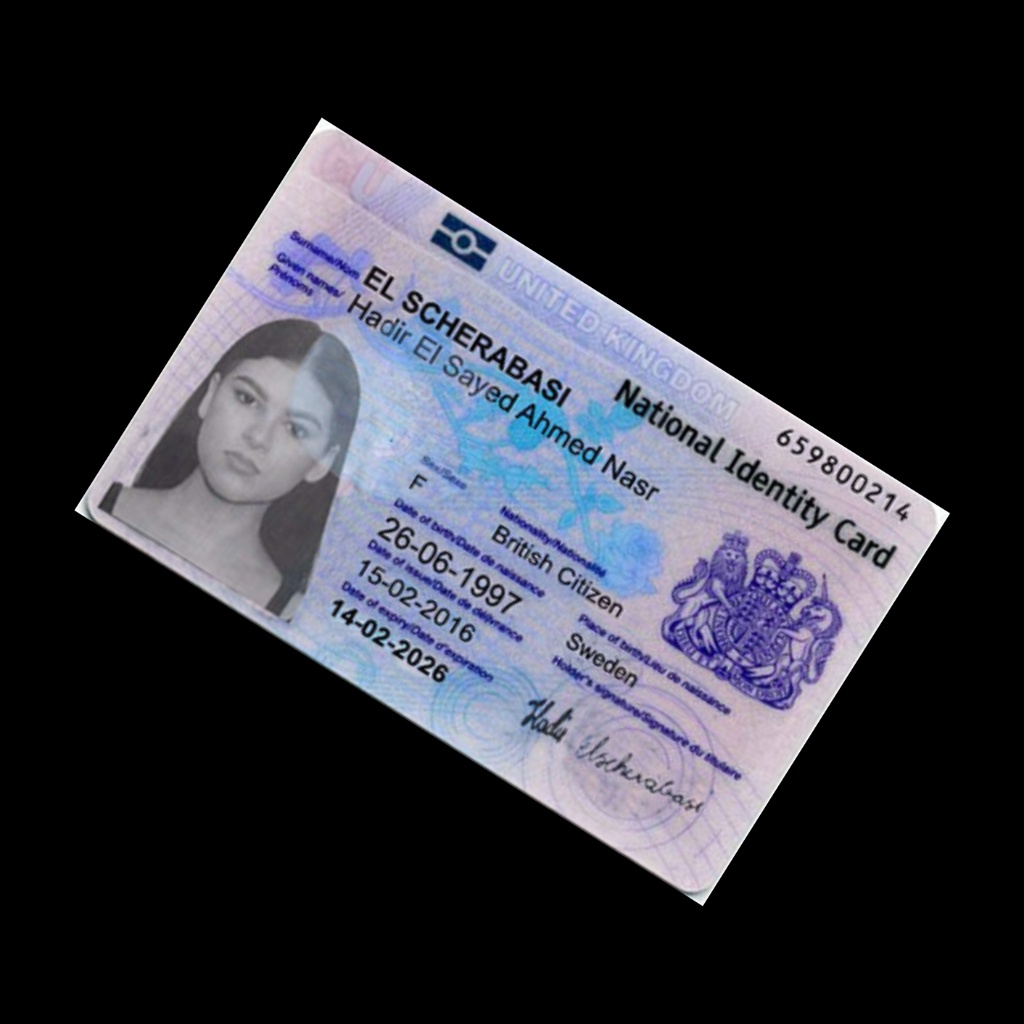 UNITED KINGDOM
National Identity Card
659800214
Surname/Nom
EL SCHERABASI
Given names/
Prénoms
Hadir El Sayed Ahmed Nasr
Sex/Sexe
F
Nationality/Nationalité
British Citizen
Date of birth/Date de naissance
26-06-1997
Place of birth/Lieu de naissance
Sweden
Date of issue/Date de délivrance
15-02-2016
Date of expiry/Date d'expiration
14-02-2026
Holder's signature/Signature du titulaire
Hadir Elscherabasi